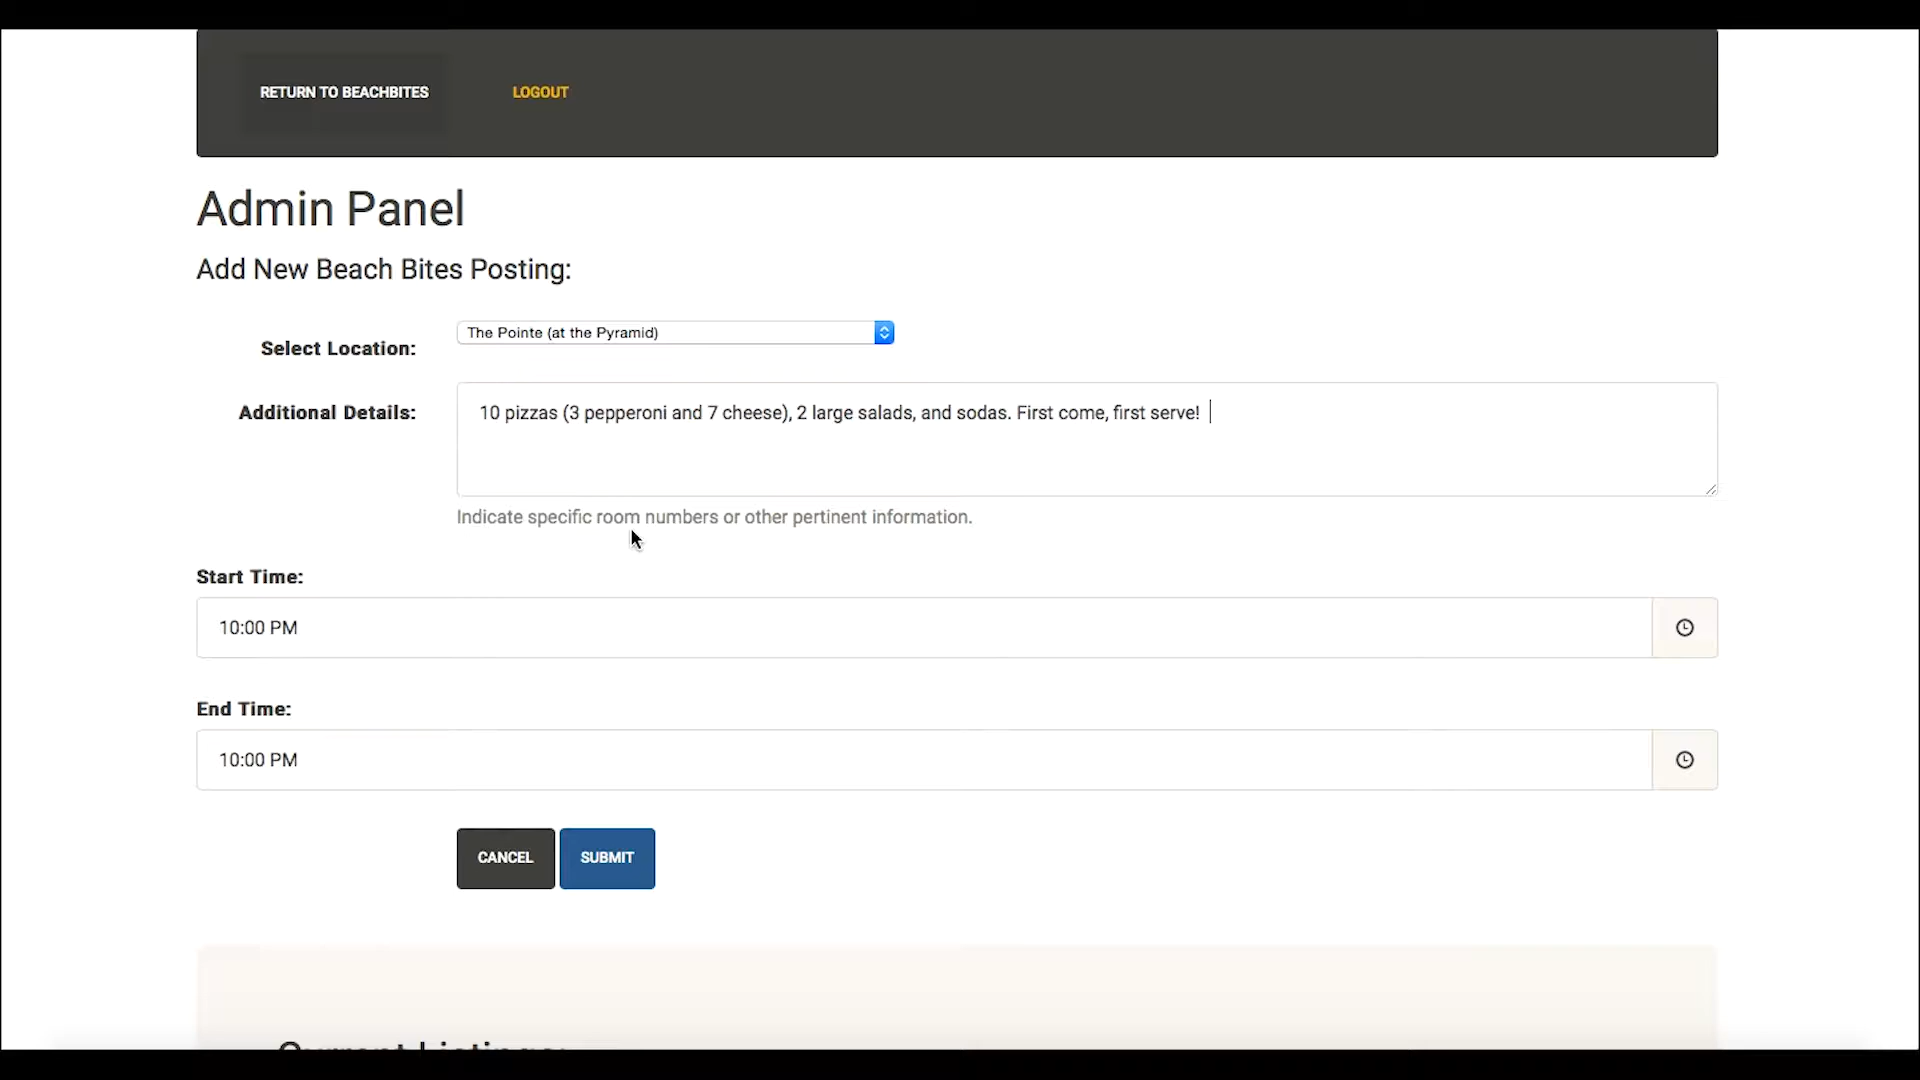 RETURN TO BEACHBITES LOGOUT
Admin Panel
Add New Beach Bites Posting:
Select Location: The Pointe (at the Pyramid)
Additional Details: 10 pizzas (3 pepperoni and 7 cheese), 2 large salads, and sodas. First come, first serve!
Indicate specific room numbers or other pertinent information.
Start Time:
10:00 PM
End Time:
10:00 PM
CANCEL SUBMIT